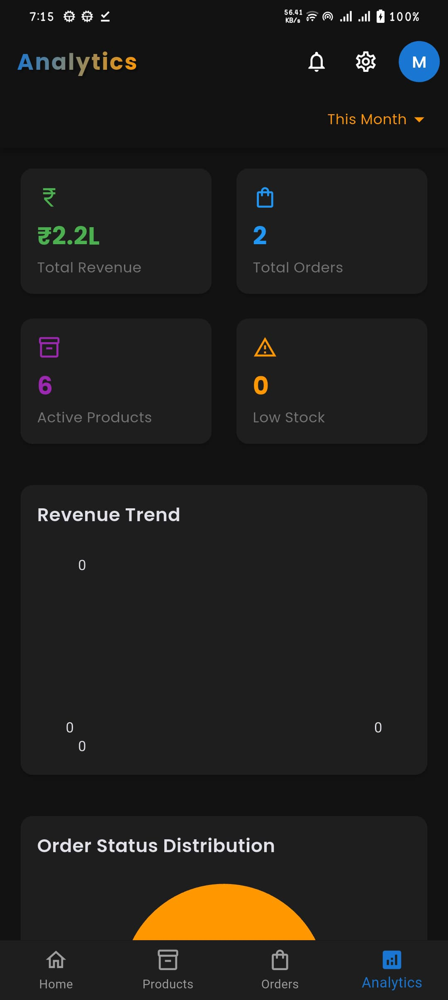 7:15
56.41
KB/s
100%
Analytics
M
This Month
₹
₹2.2L
2
Total Revenue
Total Orders
6
0
Active Products
Low Stock
Revenue Trend
0
0
0
0
Order Status Distribution
Home
Products
Orders
Analytics